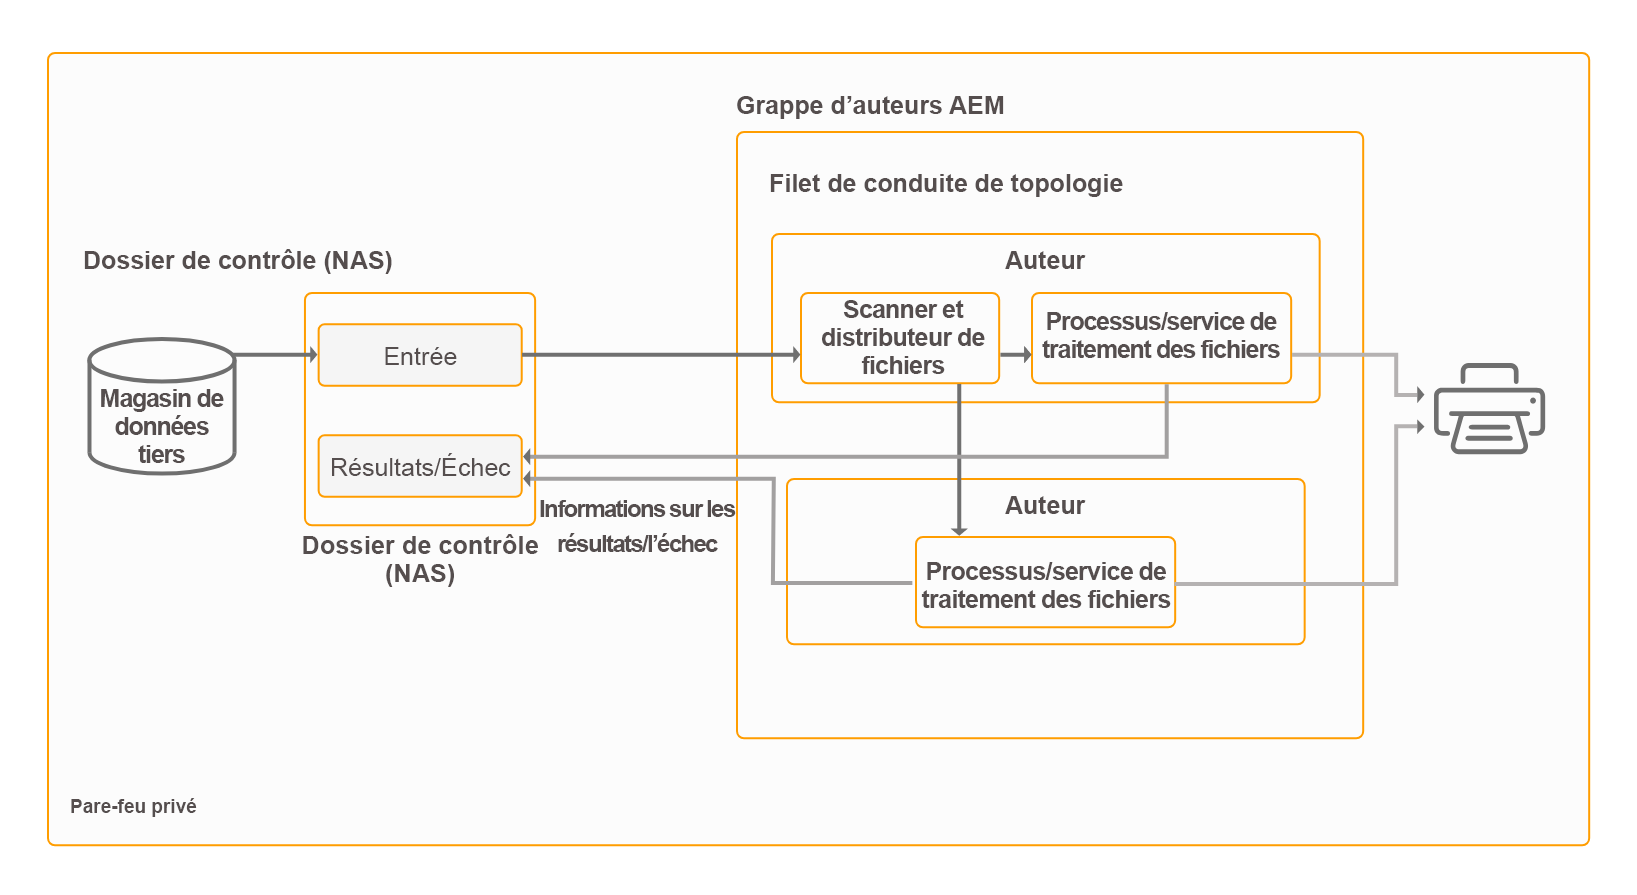 Grappe d’auteurs AEM
Filet de conduite de topologie
Dossier de contrôle (NAS)
Auteur
Scanner et
distributeur de
fichiers
Processus/service de
traitement des fichiers
Entrée
Magasin de
données
tiers
Résultats/Échec
Informations sur les
résultats/l’échec
Dossier de contrôle
(NAS)
Auteur
Processus/service de
traitement des fichiers
Pare-feu privé